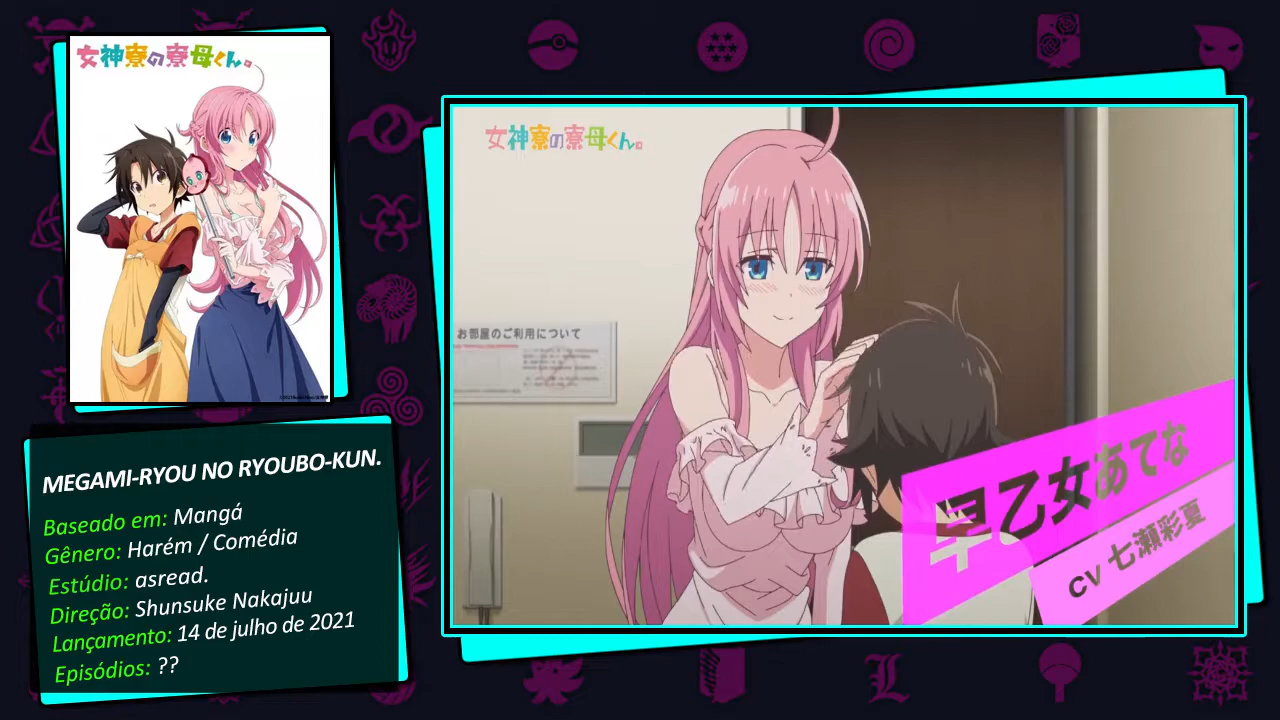 女神寮の寮母くん。
MEGAMI-RYOU NO RYOUBO-KUN.
Baseado em: Mangá
Gênero: Harém / Comédia
Estúdio: asread.
Direção: Shunsuke Nakajuu
Lançamento: 14 de julho de 2021
Episódios: ??
女神寮の寮母くん。
お部屋のご利用について
早乙女あてな
CV 七瀬彩夏
L